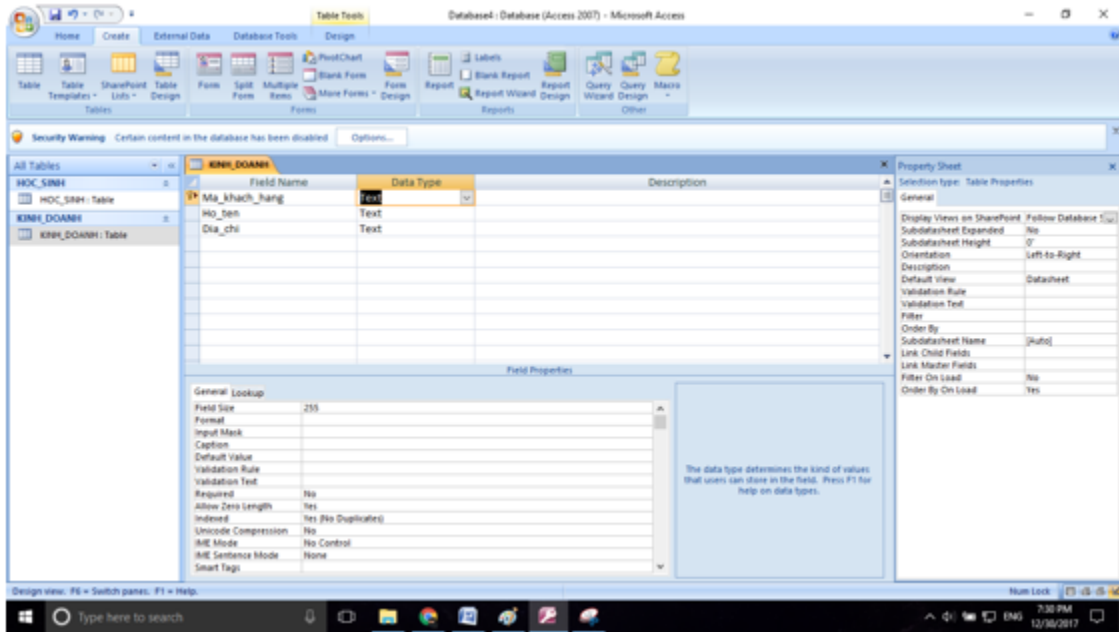 Table Tools
Database4 : Database (Access 2007) - Microsoft Access
Home Create External Data Database Tools Design
Table
Table Templates
SharePoint Lists
Table Design
Tables
Form
Split Form
Multiple Items
PivotChart
Blank Form
More Forms
Form Design
Forms
Report
Labels
Blank Report
Report Wizard
Report Design
Reports
Query Wizard
Query Design
Macro
Other
Security Warning Certain content in the database has been disabled Options...
All Tables
HOC_SINH
HOC_SINH : Table
KINH_DOANH
KINH_DOANH : Table
KINH_DOANH
Field Name Data Type Description
Ma_khach_hang Text
Ho_ten Text
Dia_chi Text
Field Properties
General Lookup
Field Size 255
Format
Input Mask
Caption
Default Value
Validation Rule
Validation Text
Required No
Allow Zero Length Yes
Indexed Yes (No Duplicates)
Unicode Compression No
IME Mode No Control
IME Sentence Mode None
Smart Tags
The data type determines the kind of values
that users can store in the field. Press F1 for
help on data types.
Property Sheet
Selection type: Table Properties
General
Display Views on SharePoint Follow Database
Subdatasheet Expanded No
Subdatasheet Height 0"
Orientation Left-to-Right
Description
Default View Datasheet
Validation Rule
Validation Text
Filter
Order By
Subdatasheet Name [Auto]
Link Child Fields
Link Master Fields
Filter On Load No
Order By On Load Yes
Design view. F6 = Switch panes. F1 = Help. Num Lock
Type here to search
ENG
7:30 PM
12/30/2017